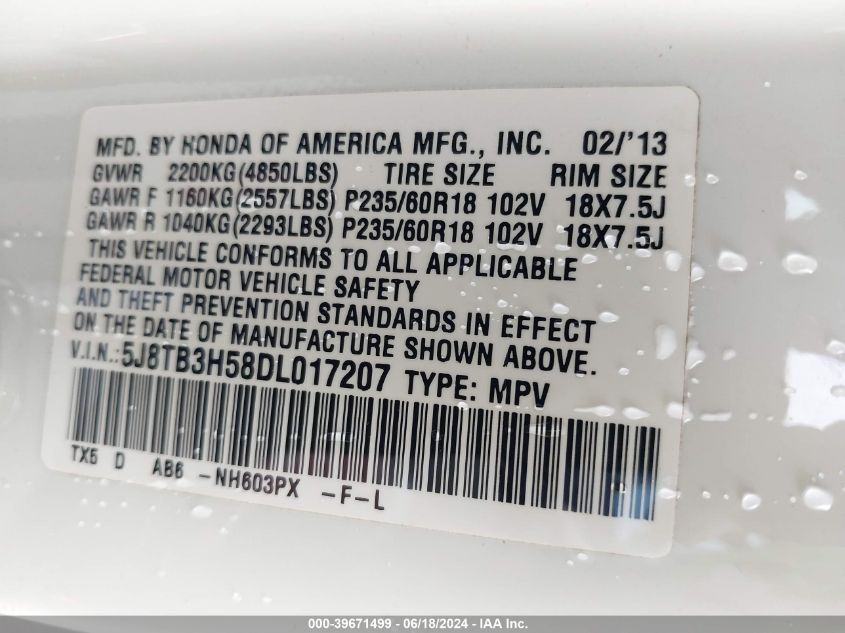 MFD. BY HONDA OF AMERICA MFG., INC. 02/'13
GVWR 2200KG(4850LBS) TIRE SIZE RIM SIZE
GAWR F 1160KG(2557LBS) P235/60R18 102V 18X7.5J
GAWR R 1040KG(2293LBS) P235/60R18 102V 18X7.5J
THIS VEHICLE CONFORMS TO ALL APPLICABLE
FEDERAL MOTOR VEHICLE SAFETY
AND THEFT PREVENTION STANDARDS IN EFFECT
ON THE DATE OF MANUFACTURE SHOWN ABOVE.
V.I.N.:5J8TB3H58DL017207 TYPE: MPV
TX5 D AB6 -NH603PX -F-L
000-39671499 - 06/18/2024 - IAA Inc.